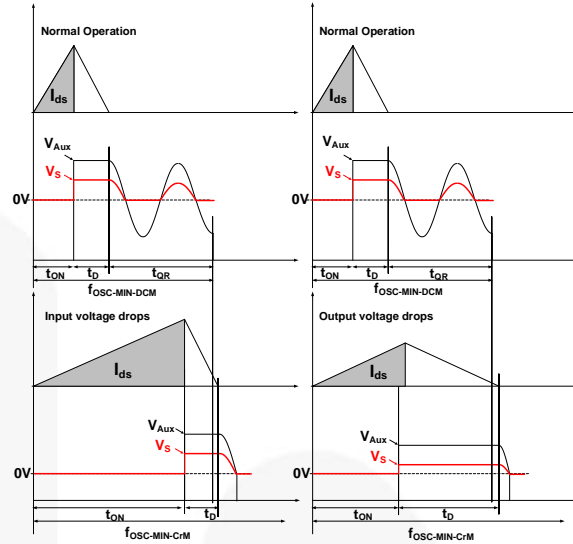 Normal Operation
Ids
VAux
VS
0V
tON tD tQR
fOSC-MIN-DCM
Input voltage drops
Ids
VAux
VS
0V
tON tD
fOSC-MIN-CrM
Normal Operation
Ids
VAux
VS
0V
tON tD tQR
fOSC-MIN-DCM
Output voltage drops
Ids
VAux
VS
0V
tON tD
fOSC-MIN-CrM